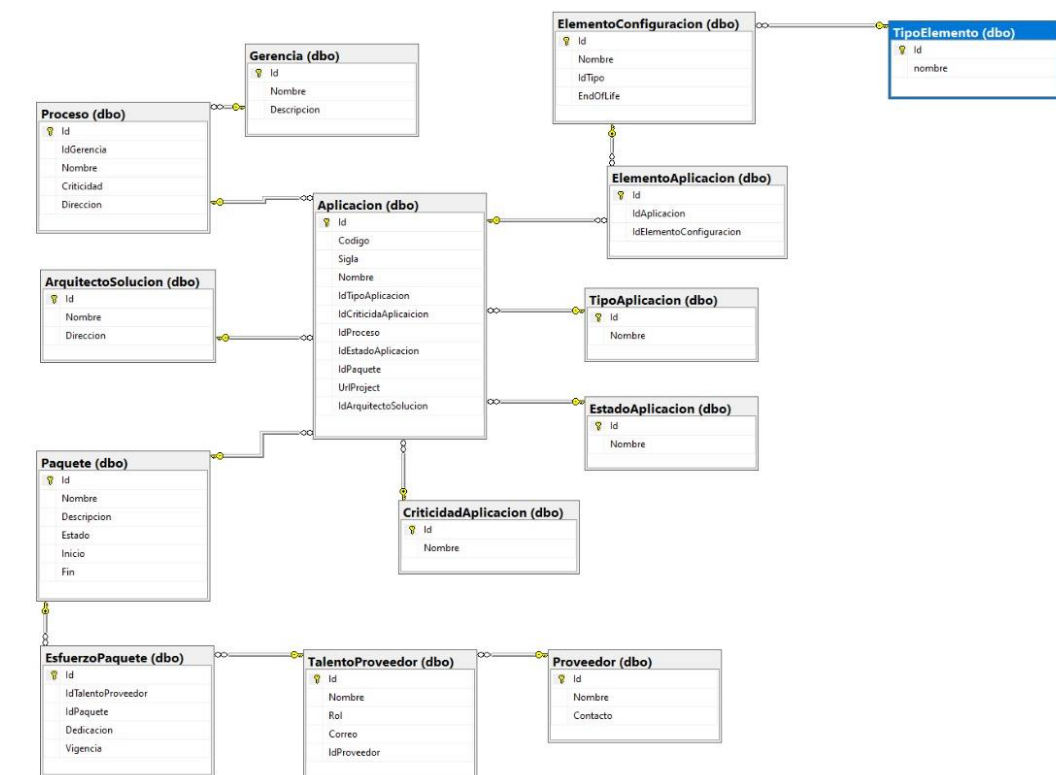 ElementoConfiguracion (dbo)
Id
Nombre
IdTipo
EndOfLife
TipoElemento (dbo)
Id
nombre
Gerencia (dbo)
Id
Nombre
Descripcion
Proceso (dbo)
Id
IdGerencia
Nombre
Criticidad
Direccion
ElementoAplicacion (dbo)
Id
IdAplicacion
IdElementoConfiguracion
Aplicacion (dbo)
Id
Codigo
Sigla
Nombre
IdTipoAplicacion
IdCriticidaAplicaicion
IdProceso
IdEstadoAplicacion
IdPaquete
UrlProject
IdArquitectoSolucion
ArquitectoSolucion (dbo)
Id
Nombre
Direccion
TipoAplicacion (dbo)
Id
Nombre
EstadoAplicacion (dbo)
Id
Nombre
Paquete (dbo)
Id
Nombre
Descripcion
Estado
Inicio
Fin
CriticidadAplicacion (dbo)
Id
Nombre
EsfuerzoPaquete (dbo)
Id
IdTalentoProveedor
IdPaquete
Dedicacion
Vigencia
TalentoProveedor (dbo)
Id
Nombre
Rol
Correo
IdProveedor
Proveedor (dbo)
Id
Nombre
Contacto